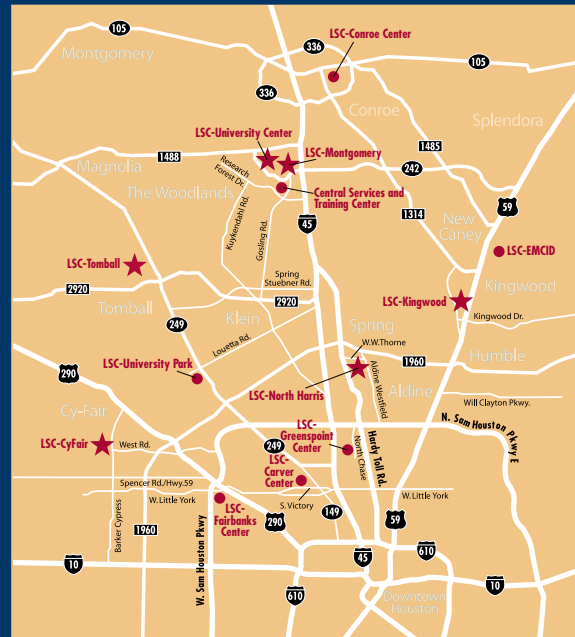 105
Montgomery
336
LSC-Conroe Center
105
336
Conroe
Splendora
LSC-University Center
LSC-Montgomery
1485
1488
Magnolia
Research
Forest Dr.
242
The Woodlands
Central Services and
Training Center
59
Kuykendahl Rd.
Gosling Rd.
45
1314
New
Caney
LSC-EMCID
LSC-Tomball
Spring
Stuebner Rd.
2920
2920
LSC-Kingwood
Kingwood
Tomball
Klein
Kingwood Dr.
249
Spring
Louetta Rd.
W.W.Thorne
290
LSC-University Park
1960
Humble
LSC-North Harris
Aldine Westfield
Aldine
Will Clayton Pkwy.
Cy-Fair
N. Sam Houston Pkwy E
LSC-CyFair
West Rd.
249
LSC-
Greenspoint
Center
North Chase
Hardy Toll Rd.
LSC-
Carver
Center
Spencer Rd./Hwy.59
W. Little York
W. Little York
S. Victory
LSC-
Fairbanks
Center
Barker Cypress
1960
W. Sam Houston Pkwy
290
149
59
45
610
10
10
610
Downtown
Houston